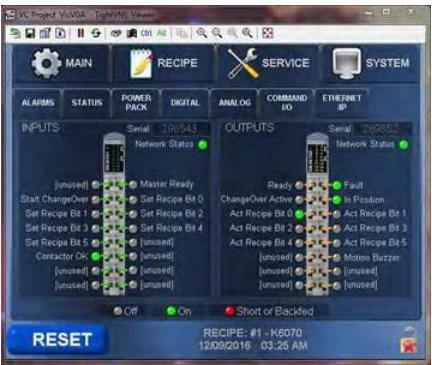 VC Project VisVGA - TightVNC Viewer
Ctrl Alt
MAIN RECIPE SERVICE SYSTEM
ALARMS STATUS POWER PACK DIGITAL ANALOG COMMAND I/O ETHERNET IP
INPUTS Serial 296543
Network Status
OUTPUTS Serial
Network Status
[unused] Master Ready
Start ChangeOver Set Recipe Bit 0
Set Recipe Bit 1 Set Recipe Bit 2
Set Recipe Bit 3 Set Recipe Bit 4
Set Recipe Bit 5 [unused]
Contactor OK [unused]
[unused] [unused]
[unused] [unused]
Ready Fault
ChangeOver Active In Position
Act Recipe Bit 0 Act Recipe Bit 1
Act Recipe Bit 2 Act Recipe Bit 3
Act Recipe Bit 4 Act Recipe Bit 5
[unused] Motion Buzzer
[unused] [unused]
[unused] [unused]
Off On Short or Backfed
RESET
RECIPE: #1 - K6070
12/09/2016 03:25 AM